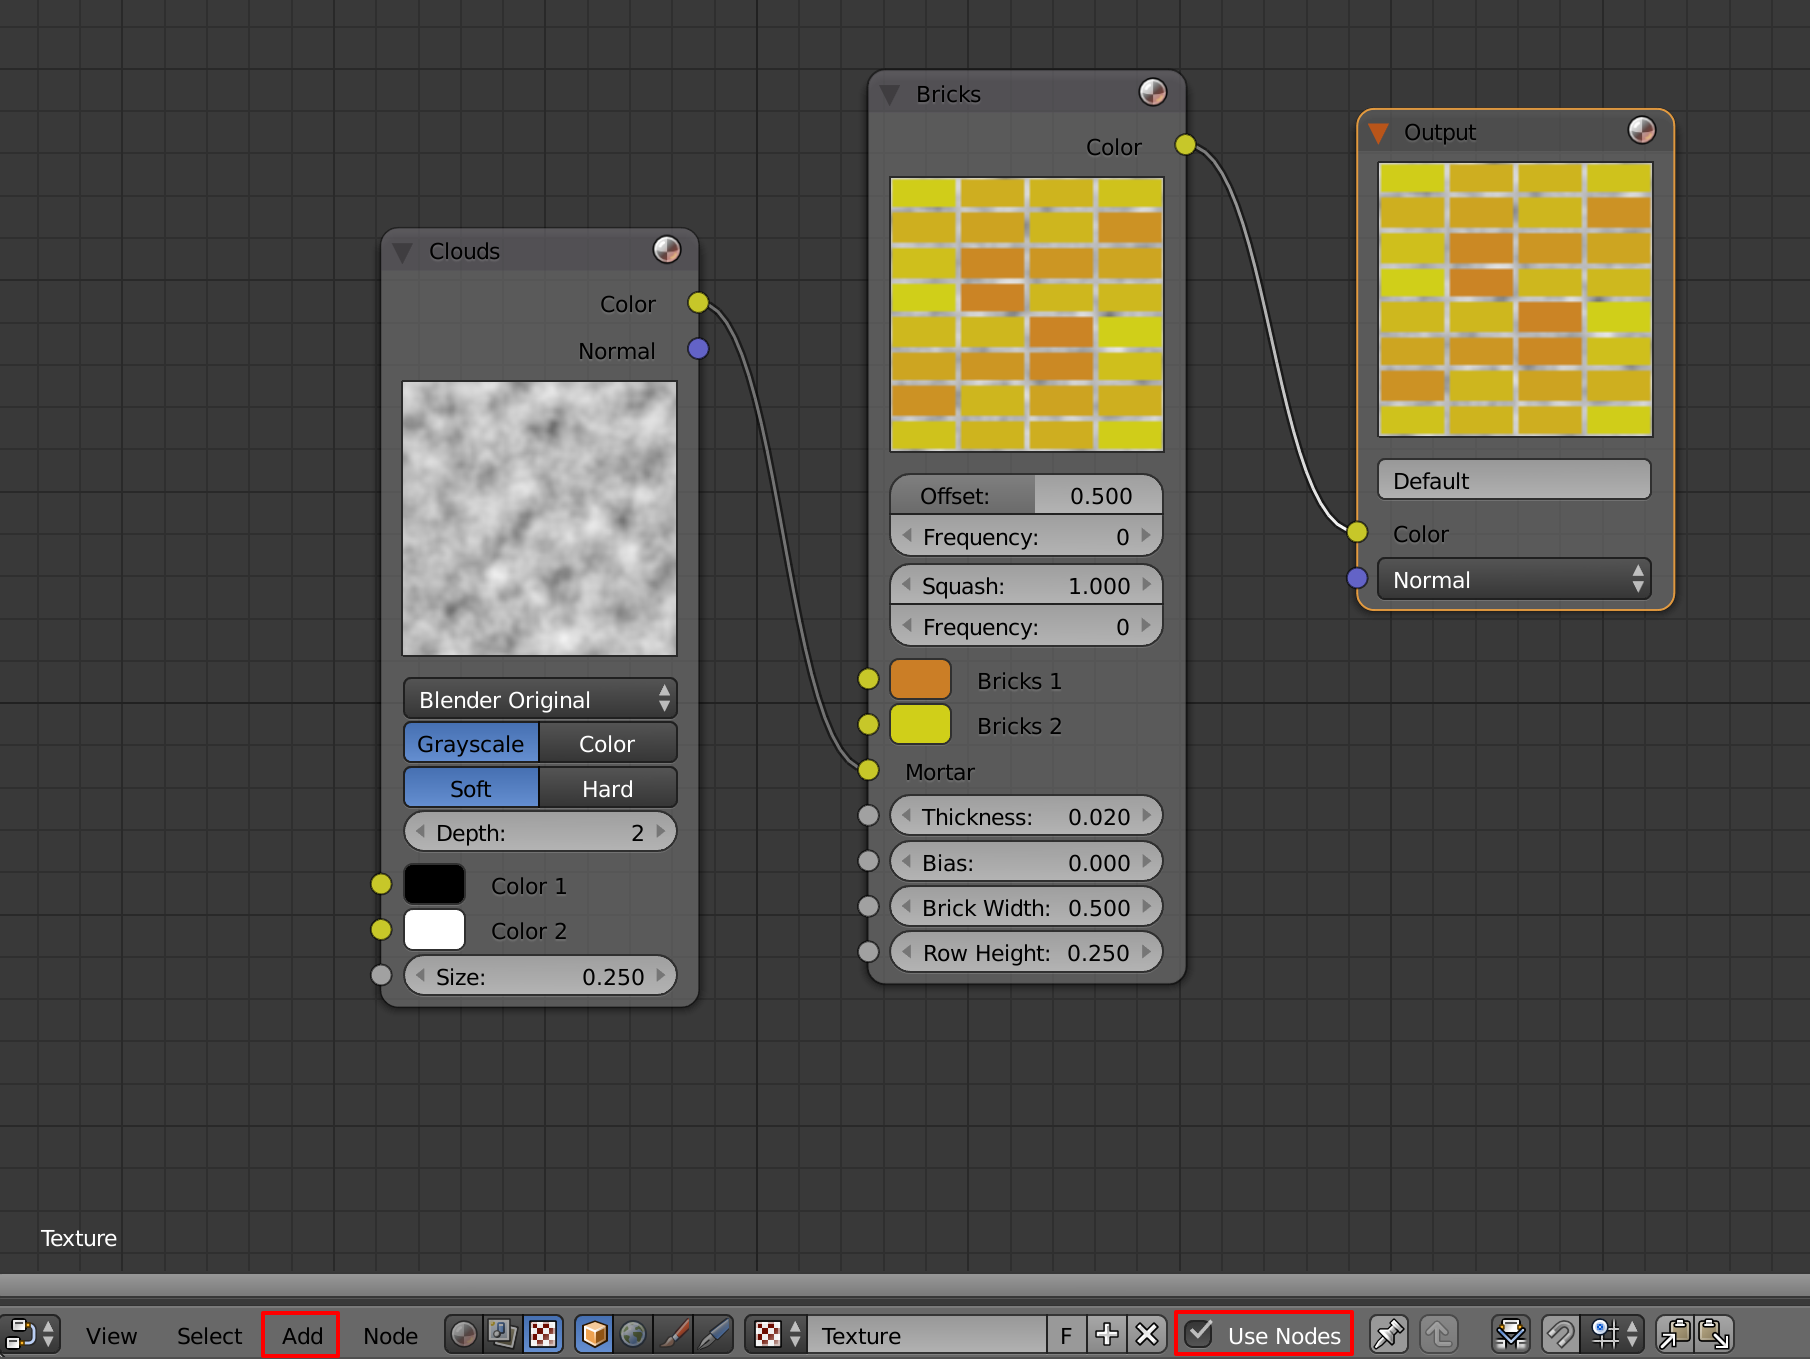 Clouds
Color
Normal
Blender Original
Grayscale Color
Soft Hard
Depth: 2
Color 1
Color 2
Size: 0.250
Bricks
Color
Offset: 0.500
Frequency: 0
Squash: 1.000
Frequency: 0
Bricks 1
Bricks 2
Mortar
Thickness: 0.020
Bias: 0.000
Brick Width: 0.500
Row Height: 0.250
Output
Default
Color
Normal
Texture
View Select Add Node Texture F Use Nodes